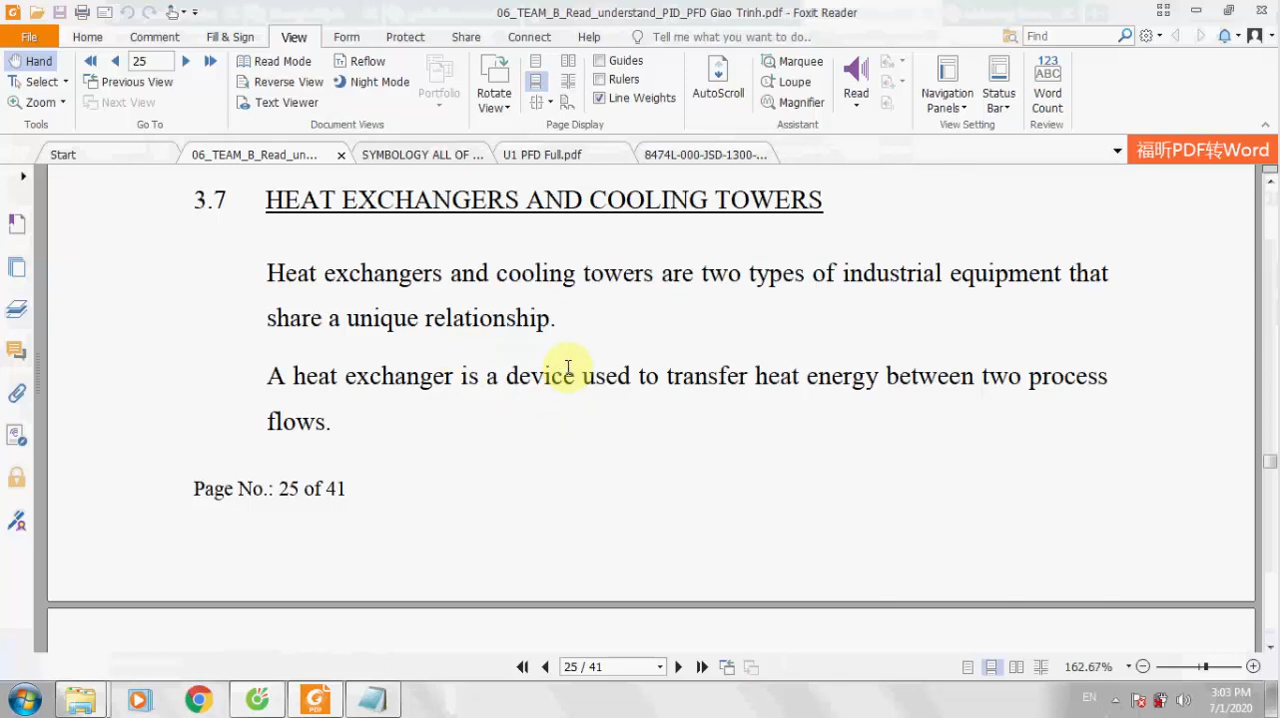 06_TEAM_B_Read_understand_PID_PFD Giao Trinh.pdf - Foxit Reader
File Home Comment Fill & Sign View Form Protect Share Connect Help Tell me what you want to do... Find
Hand 25 Read Mode Reflow Guides Marquee
Select Previous View Reverse View Night Mode Portfolio Rotate View Rulers AutoScroll Loupe Read Navigation Panels Status Bar Word Count
Zoom Next View Text Viewer Line Weights Magnifier
Tools Go To Document Views Page Display Assistant View Setting Review
Start 06_TEAM_B_Read_un... SYMBOLOGY ALL OF ... U1 PFD Full.pdf 8474L-000-JSD-1300-... 福昕PDF转Word
3.7 HEAT EXCHANGERS AND COOLING TOWERS
Heat exchangers and cooling towers are two types of industrial equipment that
share a unique relationship.
A heat exchanger is a device used to transfer heat energy between two process
flows.
Page No.: 25 of 41
25 / 41 162.67%
EN 3:03 PM
7/1/2020